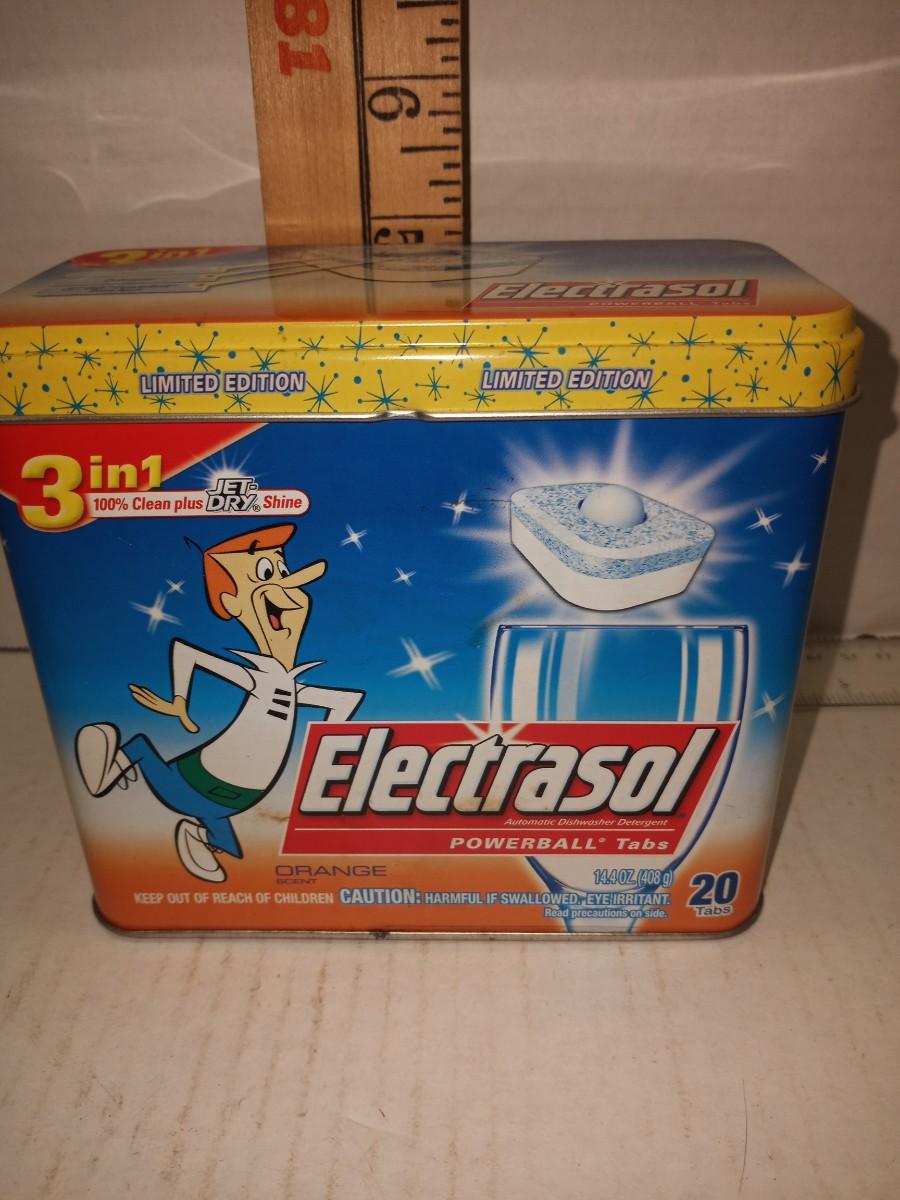 81
6
5
3 in 1
Electrasol
POWERBALL Tabs
LIMITED EDITION LIMITED EDITION
3 in1
100% Clean plus JET-DRY® Shine
Electrasol
Automatic Dishwasher Detergent
POWERBALL® Tabs
ORANGE
SCENT
14.4 OZ. (408 g)
20
Tabs
KEEP OUT OF REACH OF CHILDREN CAUTION: HARMFUL IF SWALLOWED. EYE IRRITANT.
Read precautions on side.